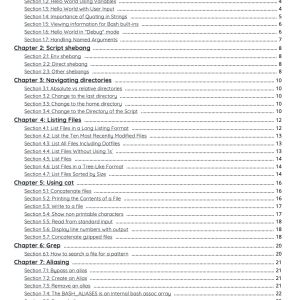 Section 1.2: Hello World Using Variables ... 4
Section 1.3: Hello World with User Input ... 4
Section 1.4: Importance of Quoting in Strings ... 5
Section 1.5: Viewing information for Bash built-ins ... 6
Section 1.6: Hello World in "Debug" mode ... 6
Section 1.7: Handling Named Arguments ... 7
Chapter 2: Script shebang ... 8
Section 2.1: Env shebang ... 8
Section 2.2: Direct shebang ... 8
Section 2.3: Other shebangs ... 8
Chapter 3: Navigating directories ... 10
Section 3.1: Absolute vs relative directories ... 10
Section 3.2: Change to the last directory ... 10
Section 3.3: Change to the home directory ... 10
Section 3.4: Change to the Directory of the Script ... 10
Chapter 4: Listing Files ... 12
Section 4.1: List Files in a Long Listing Format ... 12
Section 4.2: List the Ten Most Recently Modified Files ... 13
Section 4.3: List All Files Including Dotfiles ... 13
Section 4.4: List Files Without Using `ls` ... 13
Section 4.5: List Files ... 14
Section 4.6: List Files in a Tree-Like Format ... 14
Section 4.7: List Files Sorted by Size ... 14
Chapter 5: Using cat ... 16
Section 5.1: Concatenate files ... 16
Section 5.2: Printing the Contents of a File ... 16
Section 5.3: Write to a file ... 17
Section 5.4: Show non printable characters ... 17
Section 5.5: Read from standard input ... 18
Section 5.6: Display line numbers with output ... 18
Section 5.7: Concatenate gzipped files ... 18
Chapter 6: Grep ... 20
Section 6.1: How to search a file for a pattern ... 20
Chapter 7: Aliasing ... 21
Section 7.1: Bypass an alias ... 21
Section 7.2: Create an Alias ... 21
Section 7.3: Remove an alias ... 21
Section 7.4: The BASH_ALIASES is an internal bash assoc array ... 22